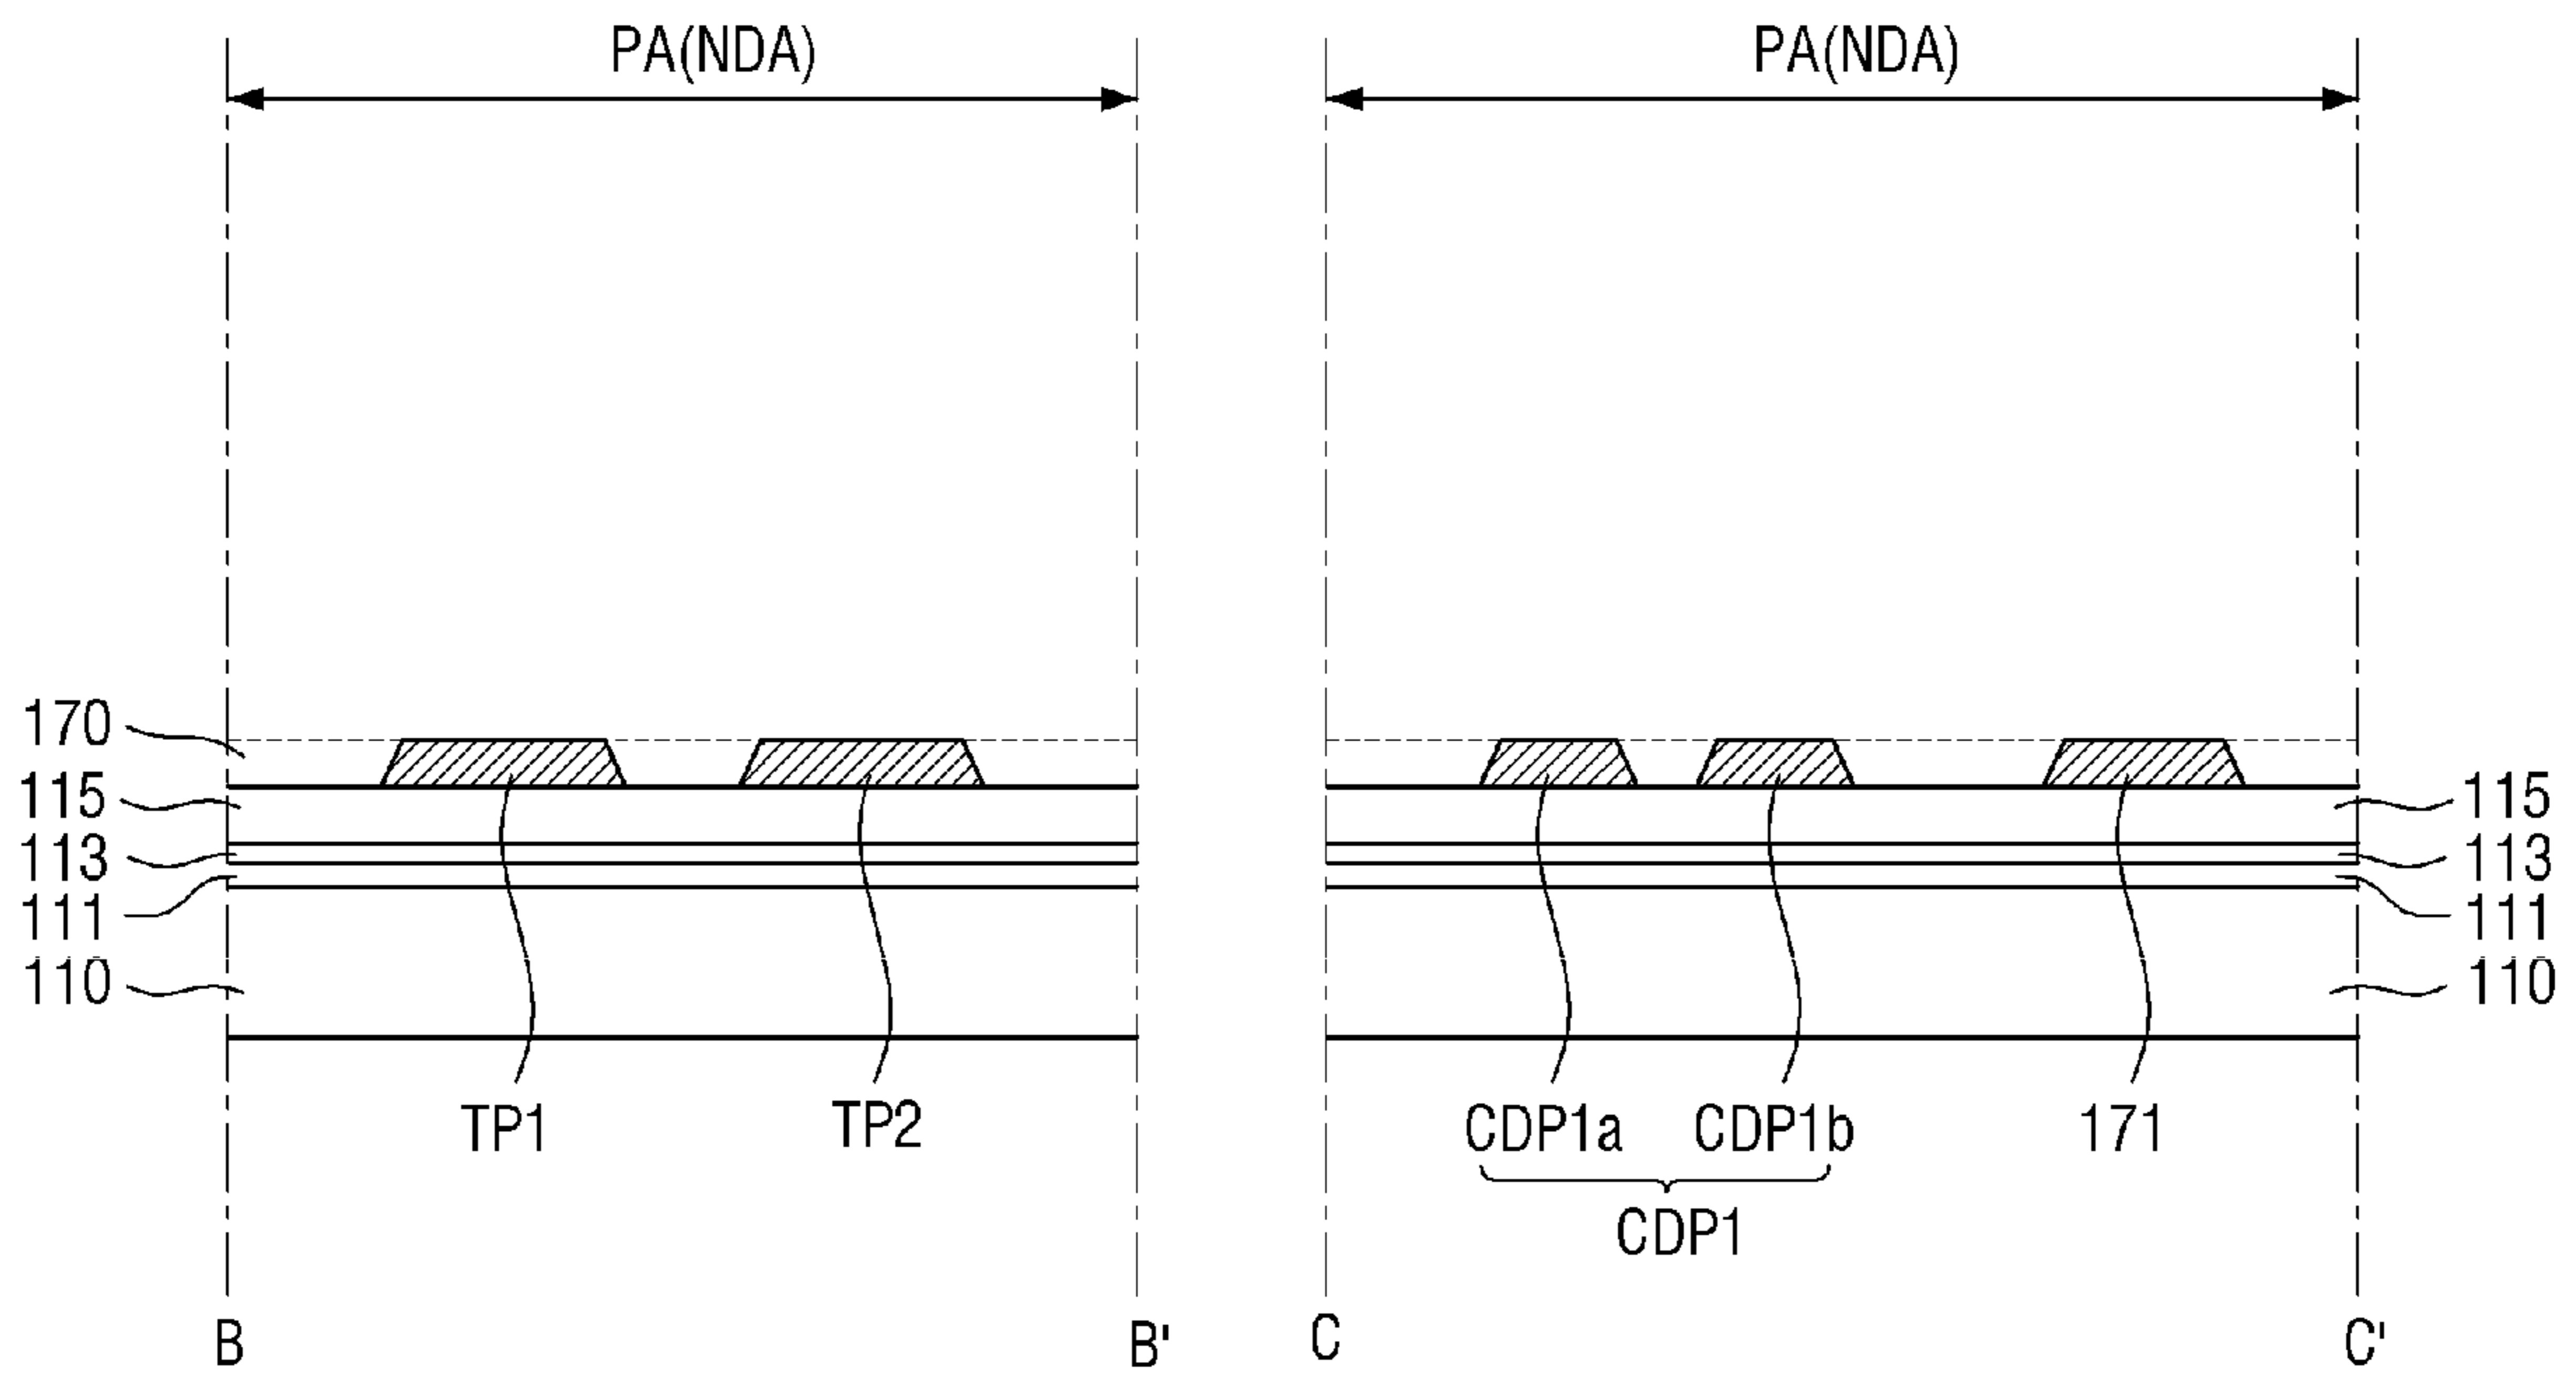 PA(NDA) PA(NDA)
170
115 115
113 113
111 111
110 110
TP1 TP2 CDP1a CDP1b 171
CDP1
B B' C C'